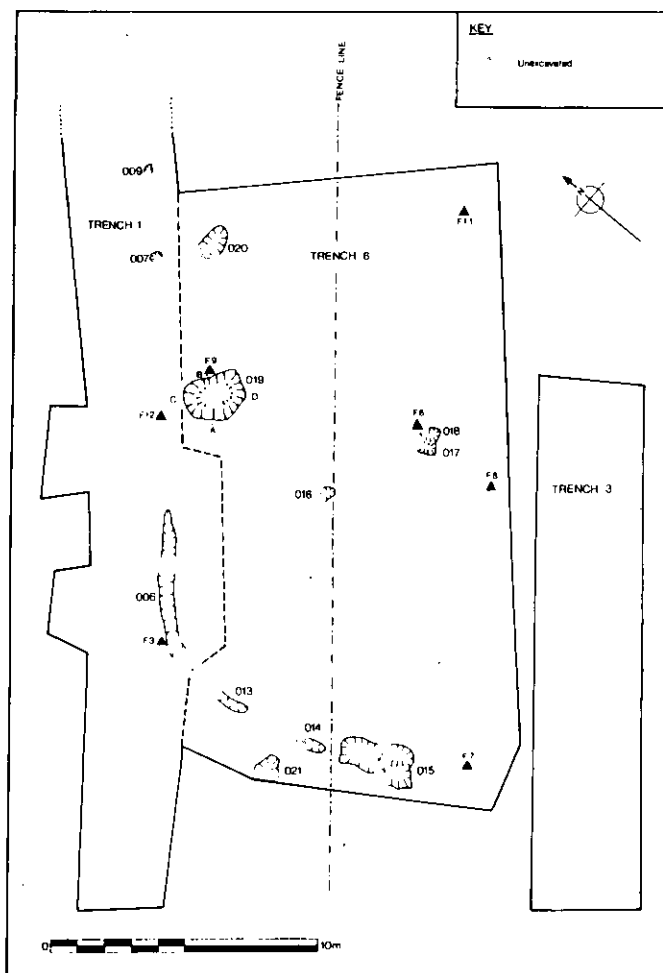 KEY
Unexcavated
FENCE LINE
009
TRENCH 1
007
020
TRENCH 6
F11
F9
B
019
C
D
A
F12
F6
018
017
F8
016
TRENCH 3
006
F3
013
014
021
015
F7
N
0
10m